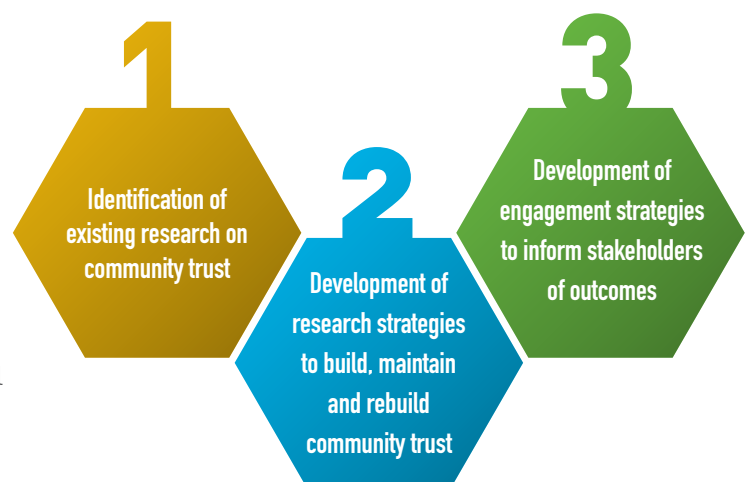 1
Identification of
existing research on
community trust
2
Development of
research strategies
to build, maintain
and rebuild
community trust
3
Development of
engagement strategies
to inform stakeholders
of outcomes